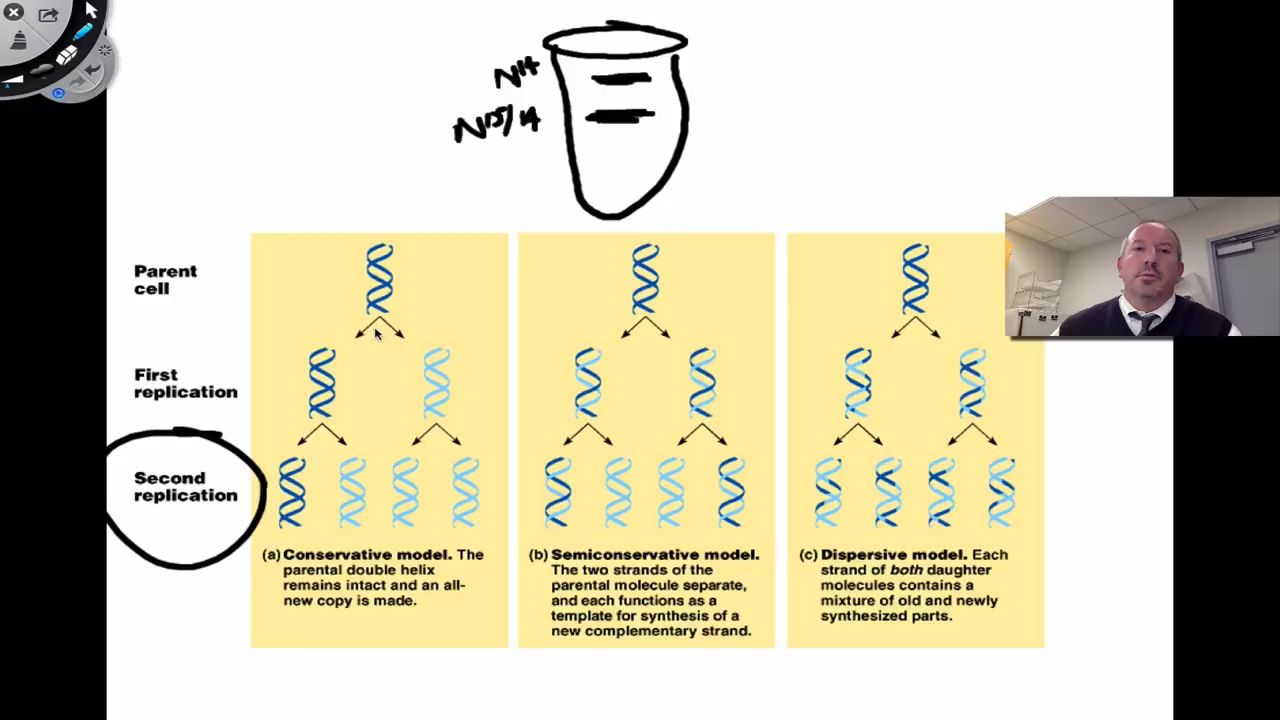 N14
N15/14
Parent
cell
First
replication
Second
replication
(a) Conservative model. The
parental double helix
remains intact and an all-
new copy is made.
(b) Semiconservative model.
The two strands of the
parental molecule separate,
and each functions as a
template for synthesis of a
new complementary strand.
(c) Dispersive model. Each
strand of both daughter
molecules contains a
mixture of old and newly
synthesized parts.